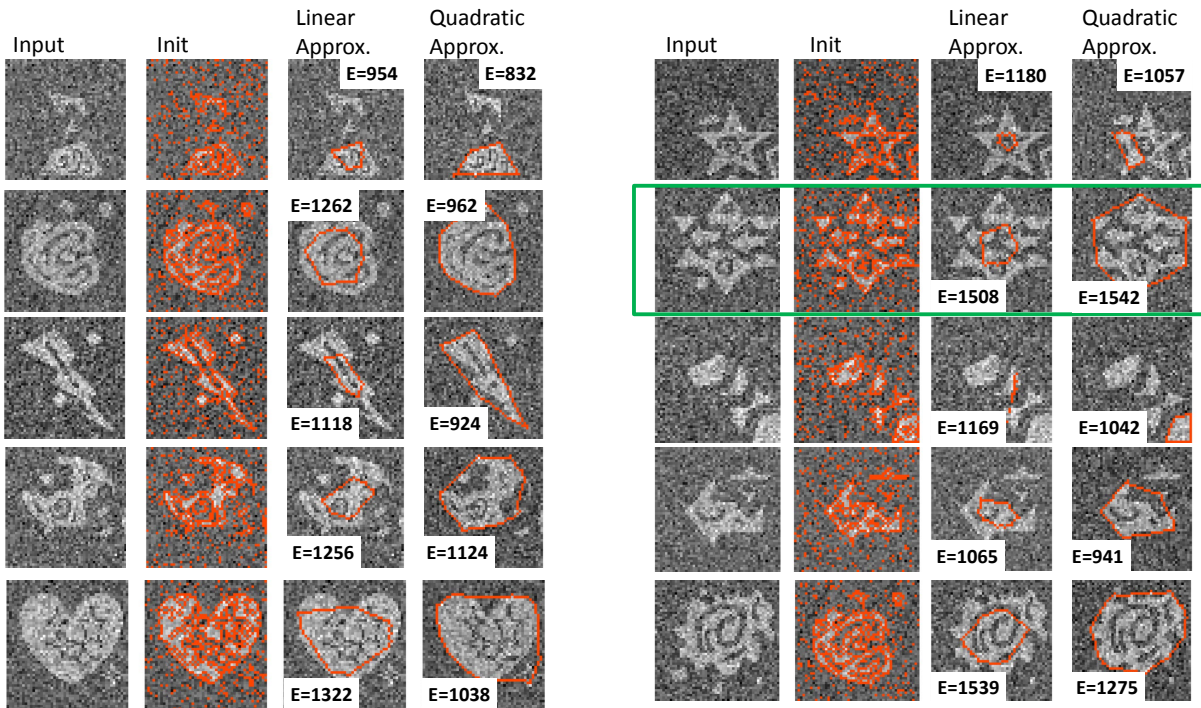 Input Init Linear Approx. Quadratic Approx.
E=954 E=832
E=1262 E=962
E=1118 E=924
E=1256 E=1124
E=1322 E=1038
Input Init Linear Approx. Quadratic Approx.
E=1180 E=1057
E=1508 E=1542
E=1169 E=1042
E=1065 E=941
E=1539 E=1275